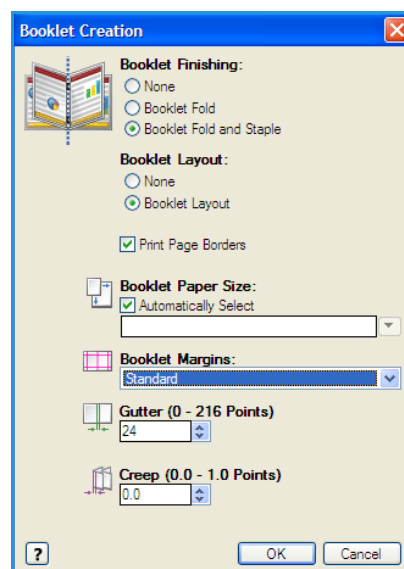 Booklet Creation
Booklet Finishing:
None
Booklet Fold
Booklet Fold and Staple
Booklet Layout:
None
Booklet Layout
Print Page Borders
Booklet Paper Size:
Automatically Select
Booklet Margins:
Standard
Gutter (0 - 216 Points)
24
Creep (0.0 - 1.0 Points)
0.0
?
OK
Cancel